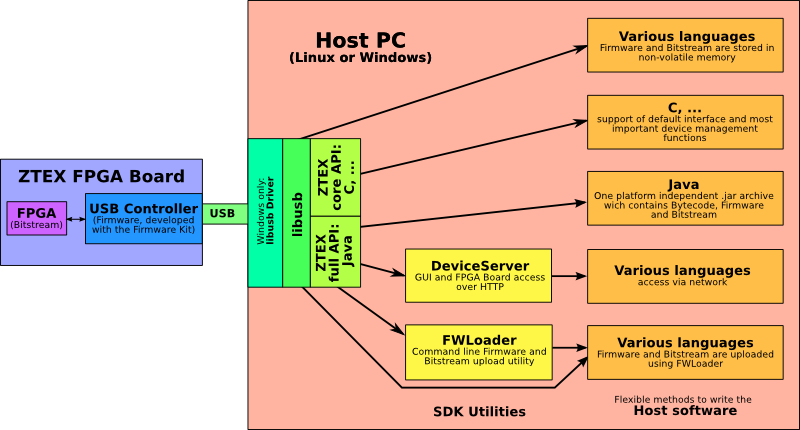 Host PC
(Linux or Windows)
ZTEX FPGA Board
FPGA
(Bitstream)
USB Controller
(Firmware, developed
with the Firmware Kit)
USB
Windows only:
libusb Driver
libusb
ZTEX
core API:
C, ...
ZTEX
full API:
Java
Various languages
Firmware and Bitstream are stored in
non-volatile memory
C, ...
support of default interface and most
important device management
functions
Java
One platform independent .jar archive
wich contains Bytecode, Firmware
and Bitstream
DeviceServer
GUI and FPGA Board access
over HTTP
Various languages
access via network
FWLoader
Command line Firmware and
Bitstream upload utility
Various languages
Firmware and Bitstream are uploaded
using FWLoader
SDK Utilities
Flexible methods to write the
Host software